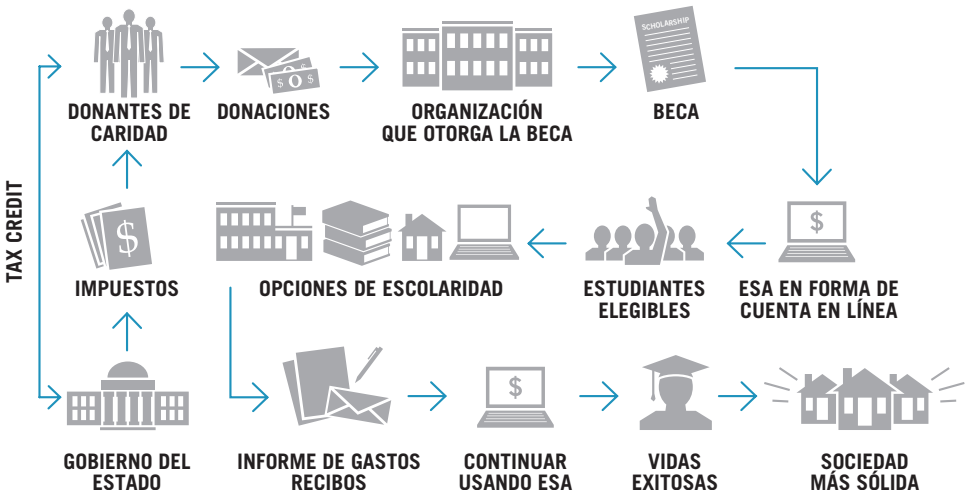 SCHOLARSHIP
$ $
DONANTES DE
CARIDAD
DONACIONES
ORGANIZACIÓN
QUE OTORGA LA BECA
BECA
TAX CREDIT
$
$
IMPUESTOS
OPCIONES DE ESCOLARIDAD
ESTUDIANTES
ELEGIBLES
ESA EN FORMA DE
CUENTA EN LÍNEA
$
GOBIERNO DEL
ESTADO
INFORME DE GASTOS
RECIBOS
CONTINUAR
USANDO ESA
VIDAS
EXITOSAS
SOCIEDAD
MÁS SÓLIDA